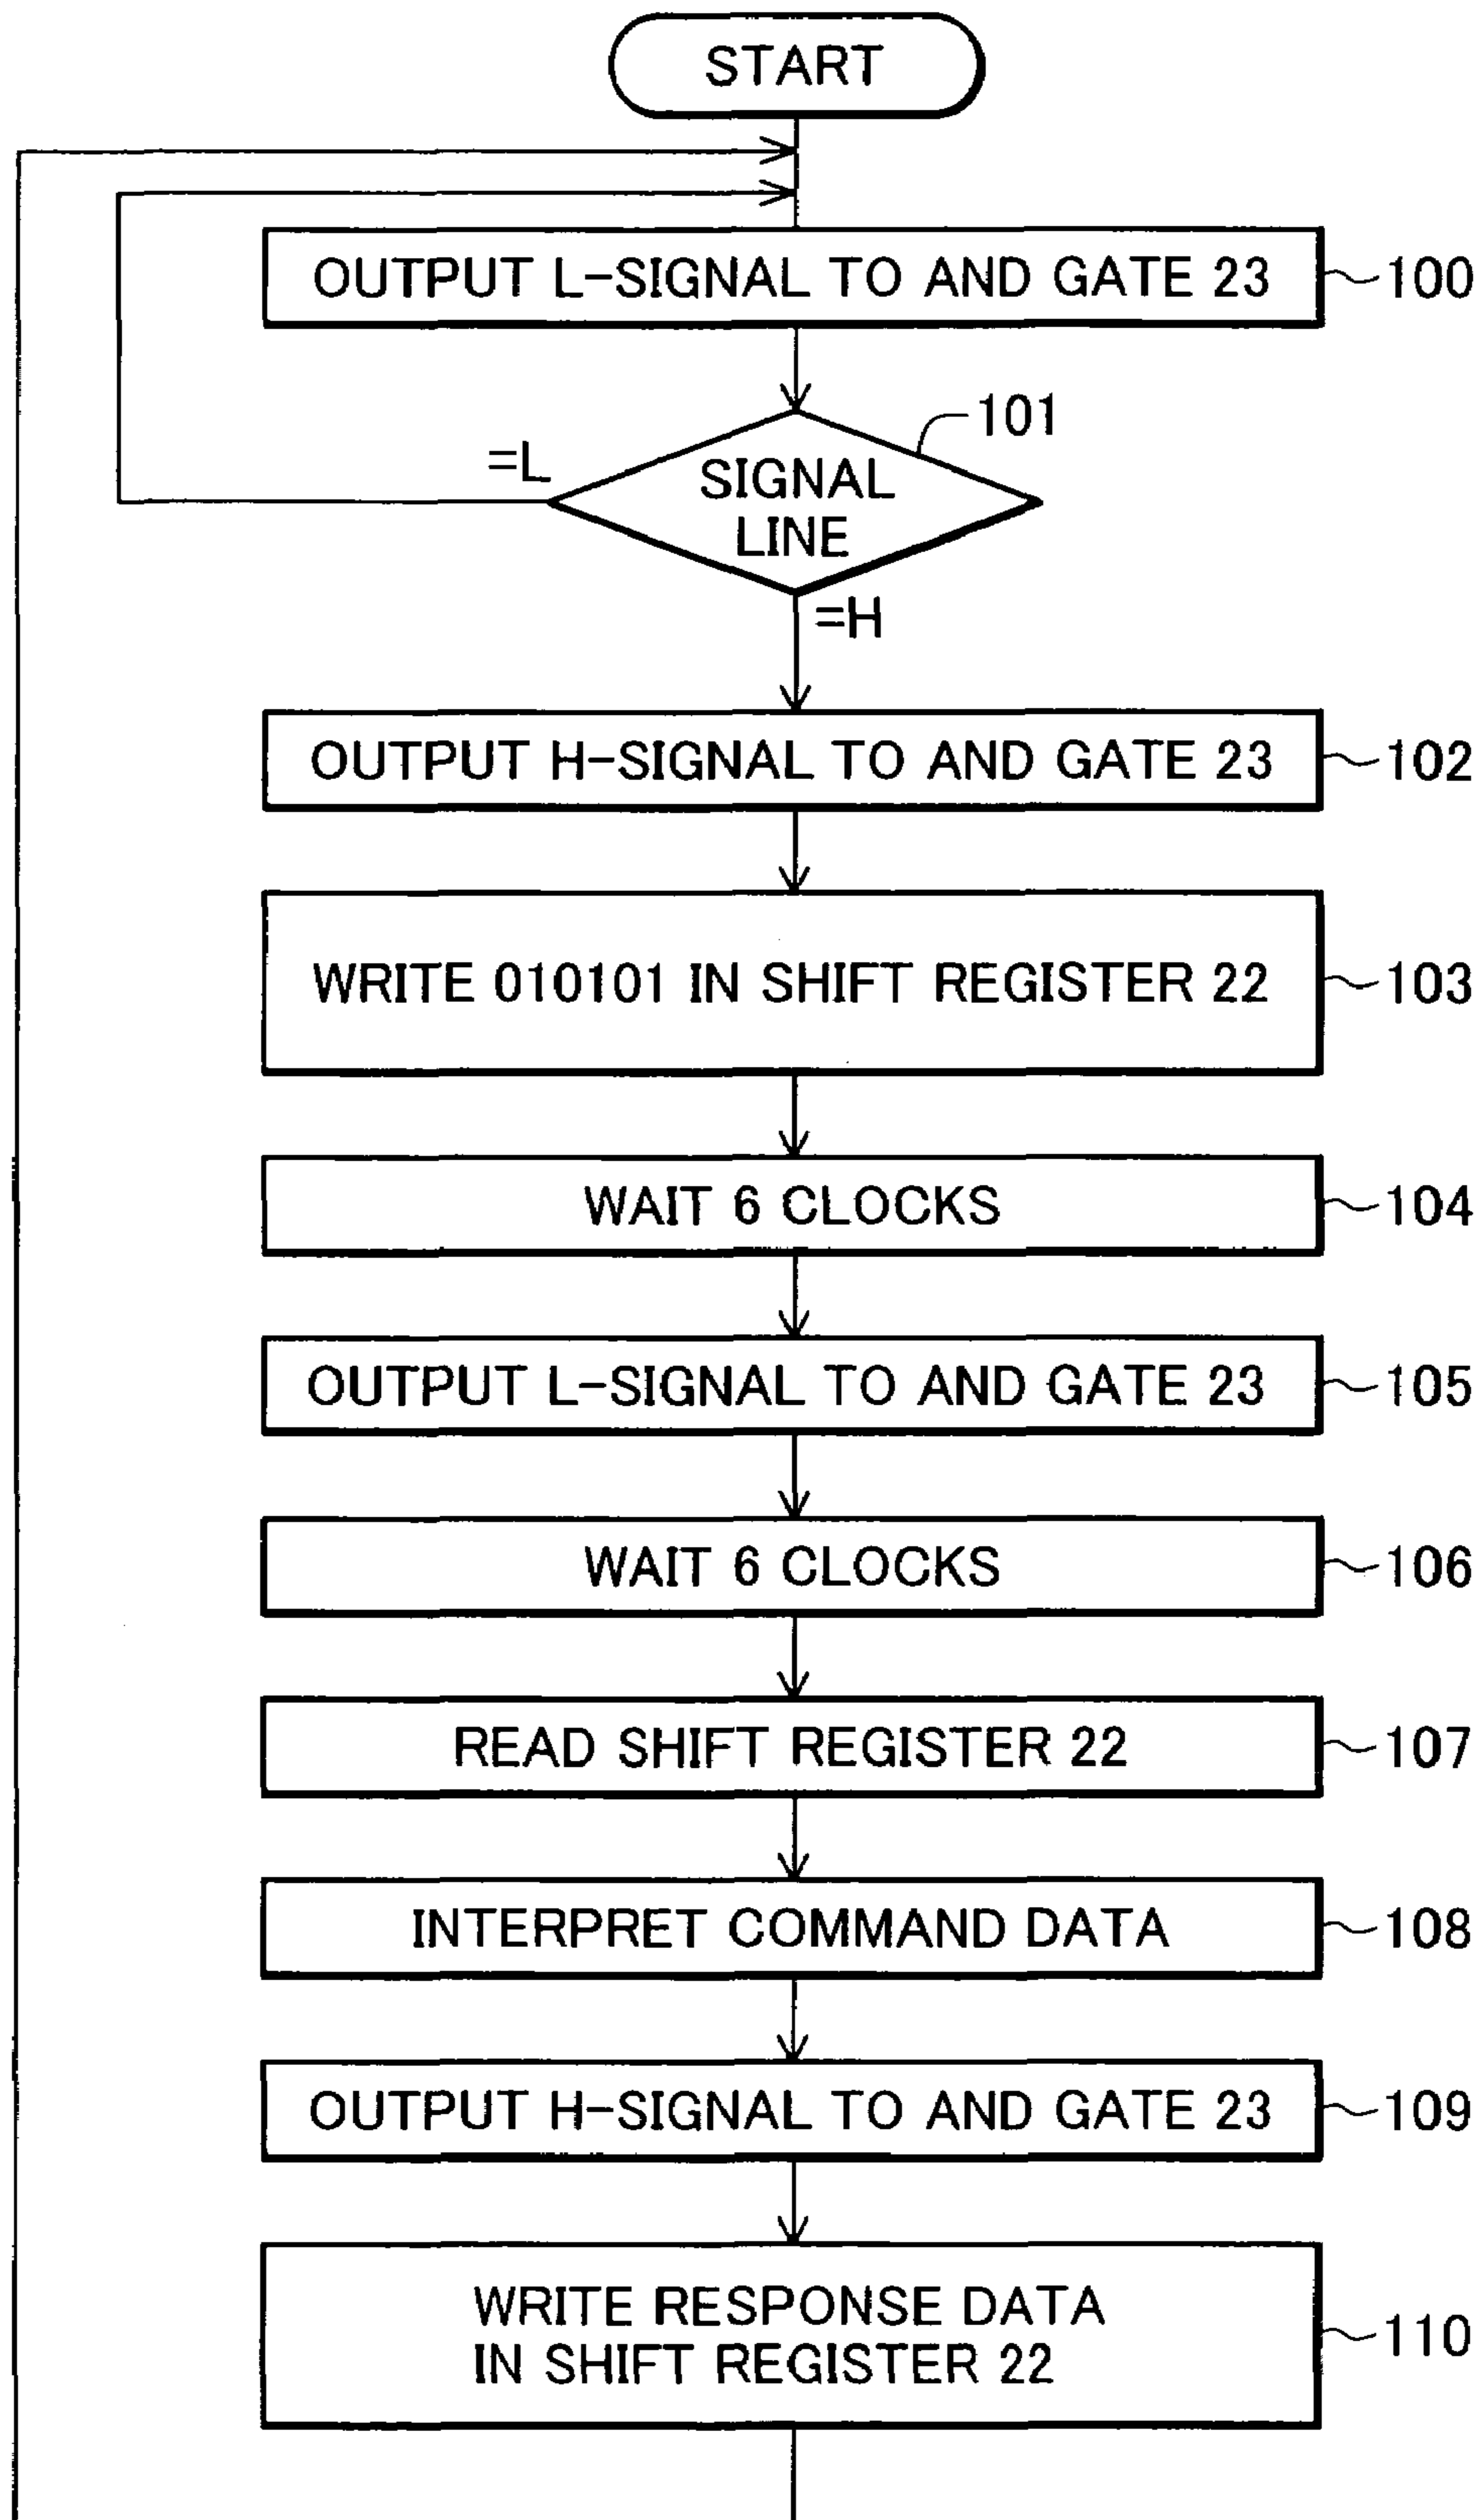 START
OUTPUT L-SIGNAL TO AND GATE 23
100
101
=L
SIGNAL
LINE
=H
OUTPUT H-SIGNAL TO AND GATE 23
102
WRITE 010101 IN SHIFT REGISTER 22
103
WAIT 6 CLOCKS
104
OUTPUT L-SIGNAL TO AND GATE 23
105
WAIT 6 CLOCKS
106
READ SHIFT REGISTER 22
107
INTERPRET COMMAND DATA
108
OUTPUT H-SIGNAL TO AND GATE 23
109
WRITE RESPONSE DATA
IN SHIFT REGISTER 22
110